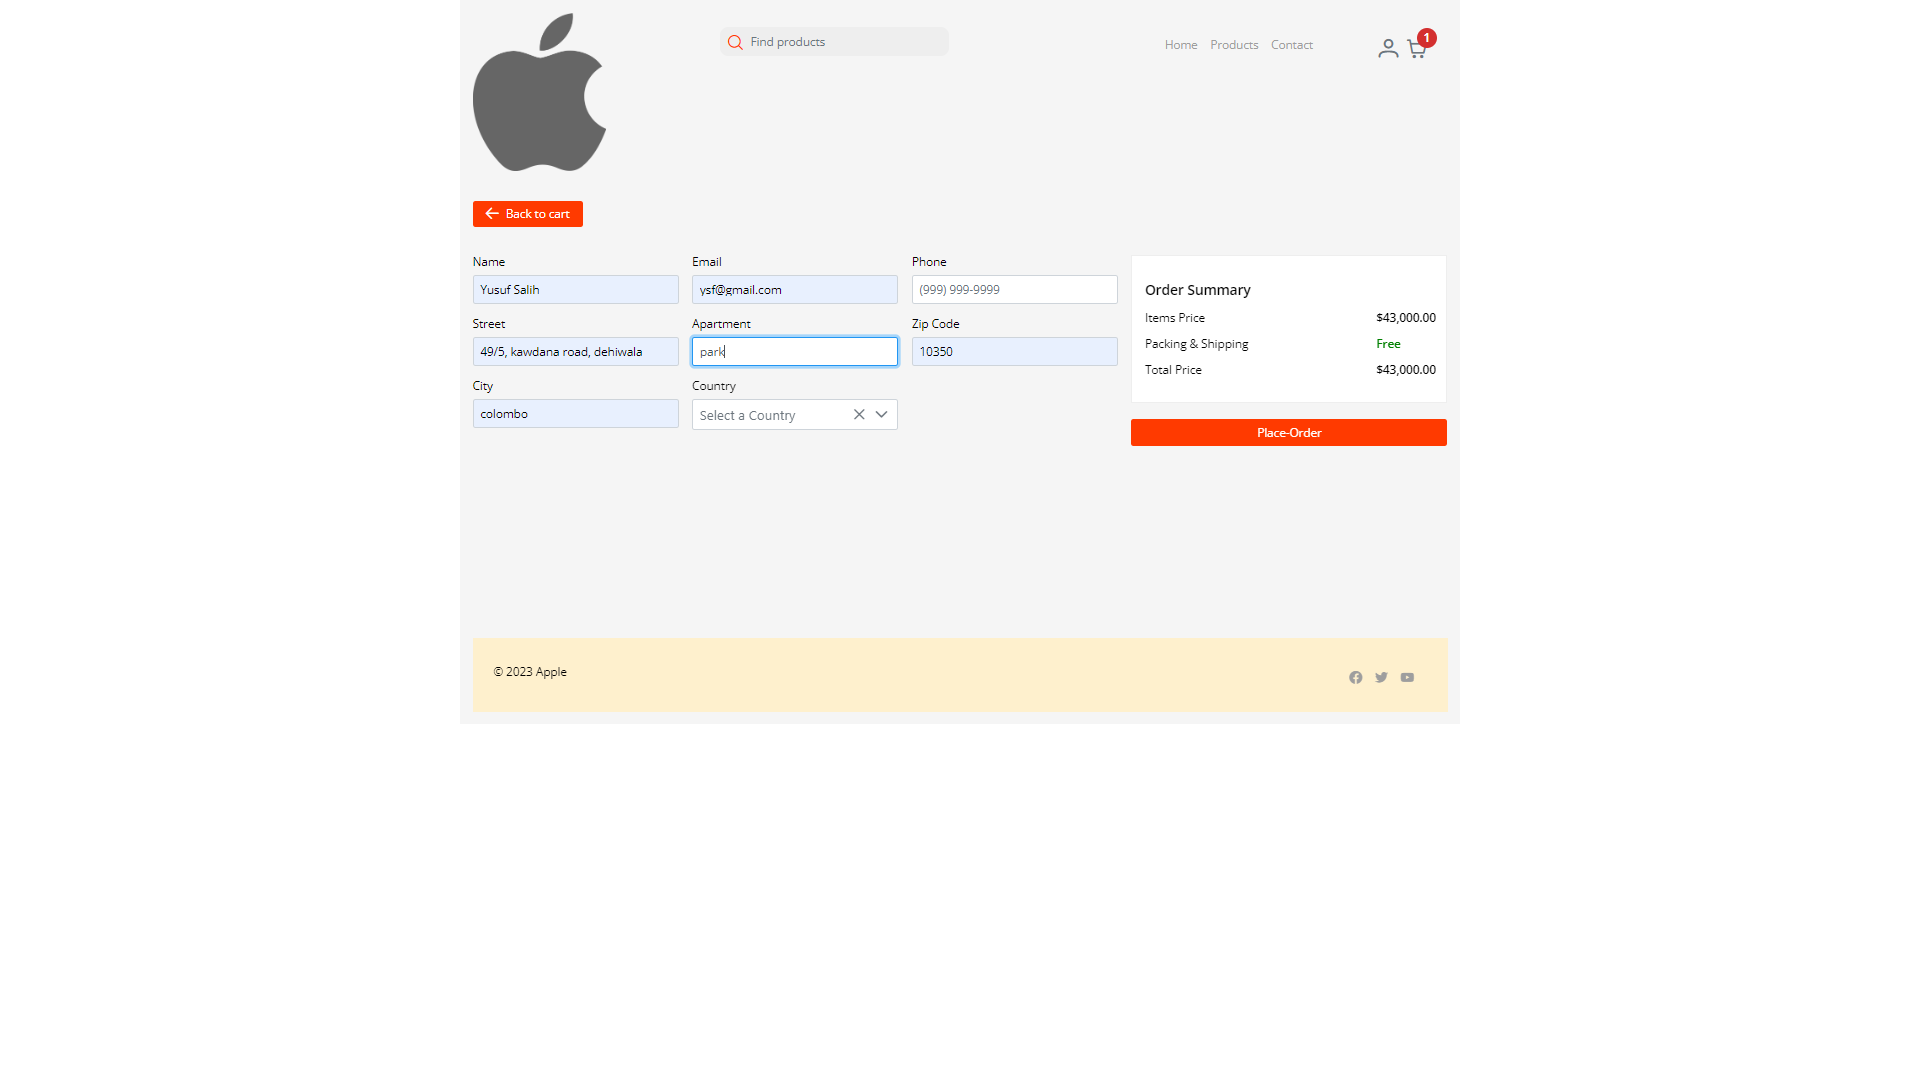 Find products
Home Products Contact
1
Back to cart
Name Email Phone
Yusuf Salih ysf@gmail.com (999) 999-9999
Street Apartment Zip Code
49/5, kawdana road, dehiwala park 10350
City Country
colombo Select a Country
Order Summary
Items Price $43,000.00
Packing & Shipping Free
Total Price $43,000.00
Place-Order
© 2023 Apple